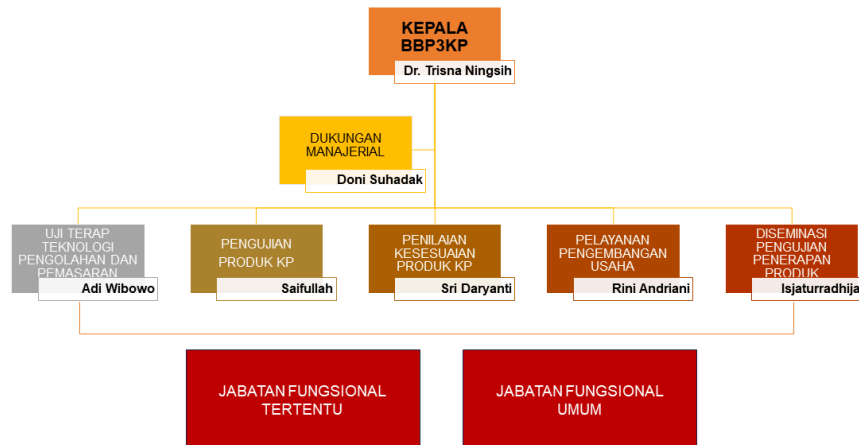 KEPALA
BBP3KP
Dr. Trisna Ningsih
DUKUNGAN
MANAJERIAL
Doni Suhadak
UJI TERAP
TEKNOLOGI
PENGOLAHAN DAN
PEMASARAN
Adi Wibowo
PENGUJIAN
PRODUK KP
Saifullah
PENILAIAN
KESESUAIAN
PRODUK KP
Sri Daryanti
PELAYANAN
PENGEMBANGAN
USAHA
Rini Andriani
DISEMINASI
PENGUJIAN
PENERAPAN
PRODUK
Isjaturradhija
JABATAN FUNGSIONAL
TERTENTU
JABATAN FUNGSIONAL
UMUM